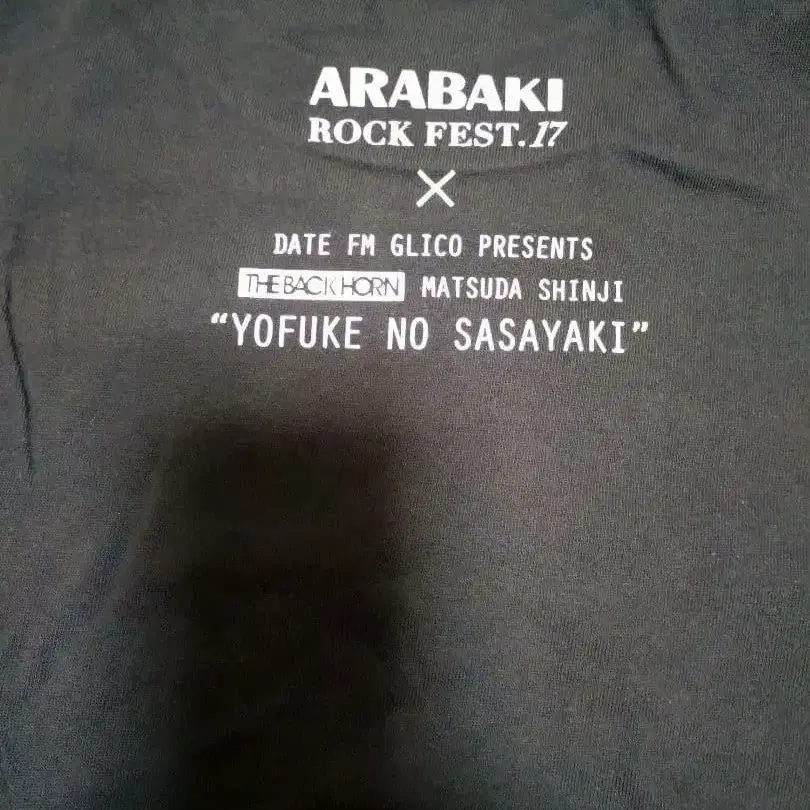 ARABAKI
ROCK FEST.17
×
DATE FM GLICO PRESENTS
THE BACK HORN MATSUDA SHINJI
“YOFUKE NO SASAYAKI”